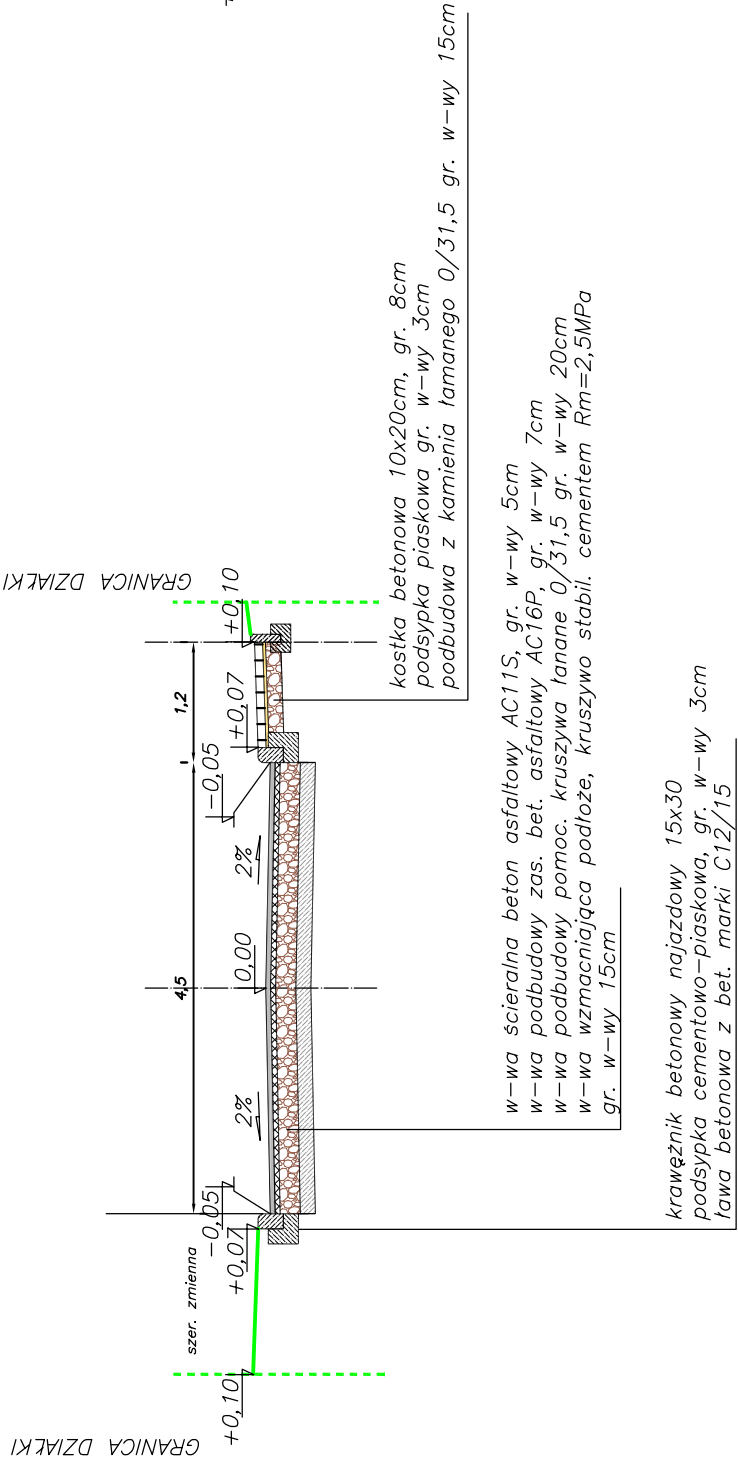 GRANICA DZIAŁKI
GRANICA DZIAŁKI
szer. zmienna
4,5
1,2
+0,10
+0,07
-0,05
2%
0,00
2%
-0,05
+0,07
+0,10
kostka betonowa 10x20cm, gr. 8cm
podsypka piaskowa gr. w-wy 3cm
podbudowa z kamienia łamanego 0/31,5 gr. w-wy 15cm
w-wa ścieralna beton asfaltowy AC11S, gr. w-wy 5cm
w-wa podbudowy zas. bet. asfaltowy AC16P, gr. w-wy 7cm
w-wa podbudowy pomoc. kruszywa łanane 0/31,5 gr. w-wy 20cm
w-wa wzmacniająca podłoże, kruszywo stabil. cementem Rm=2,5MPa
gr. w-wy 15cm
krawężnik betonowy najazdowy 15x30
podsypka cementowo-piaskowa, gr. w-wy 3cm
ława betonowa z bet. marki C12/15